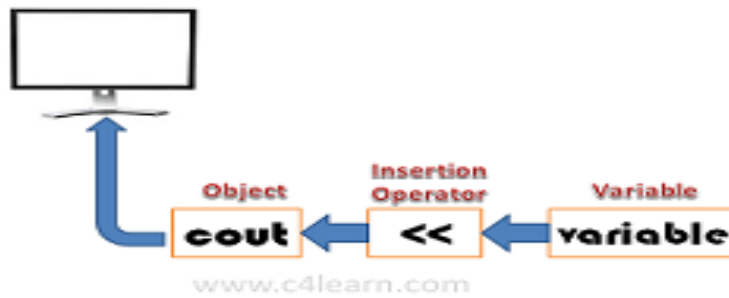 Object
Insertion
Operator
Variable
cout
<<
variable
www.c4learn.com